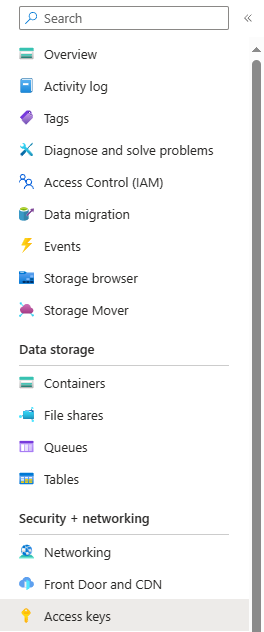 Search
Overview
Activity log
Tags
Diagnose and solve problems
Access Control (IAM)
Data migration
Events
Storage browser
Storage Mover
Data storage
Containers
File shares
Queues
Tables
Security + networking
Networking
Front Door and CDN
Access keys